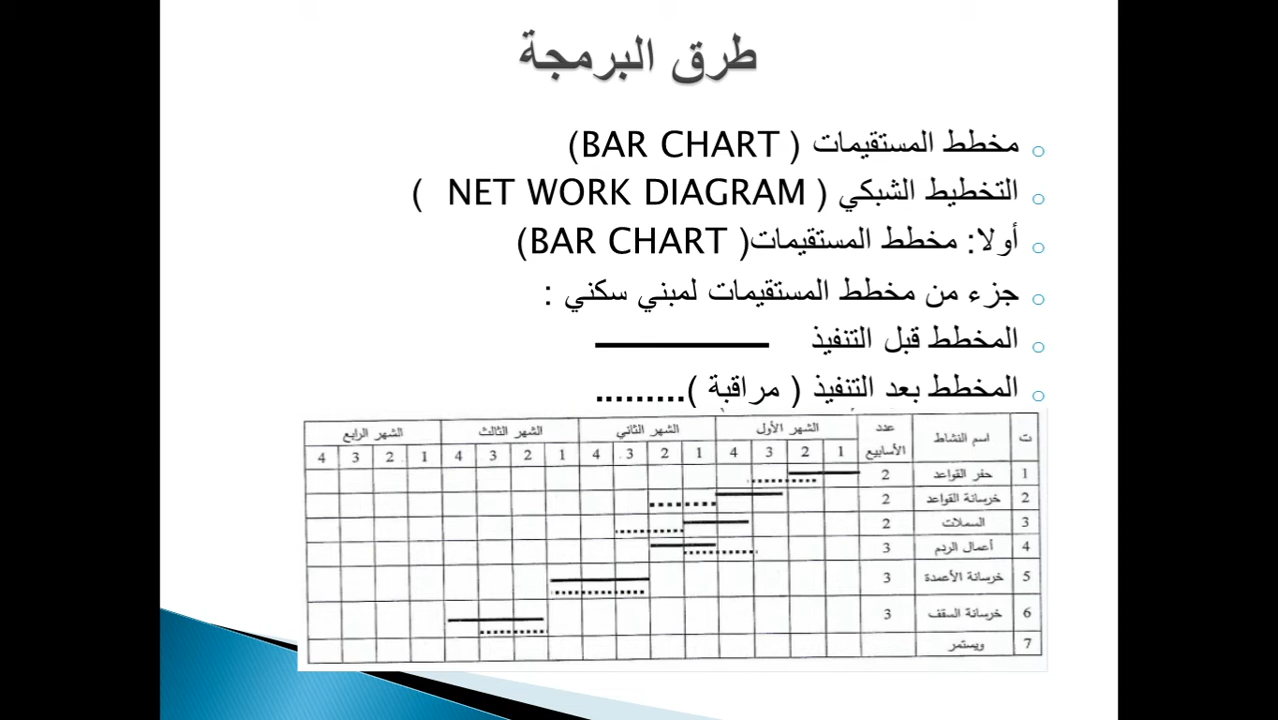 طرق البرمجة
مخطط المستقيمات ( BAR CHART)
التخطيط الشبكي ( NET WORK DIAGRAM )
أولا: مخطط المستقيمات( BAR CHART)
جزء من مخطط المستقيمات لمبني سكني :
المخطط قبل التنفيذ
المخطط بعد التنفيذ ( مراقبة ).........
ت اسم النشاط عدد الأسابيع الشهر الأول الشهر الثاني الشهر الثالث الشهر الرابع
1 2 3 4 1 2 3 4 1 2 3 4 1 2 3 4
1 حفر القواعد 2
2 خرسانة القواعد 2
3 السملات 2
4 أعمال الردم 3
5 خرسانة الأعمدة 3
6 خرسانة السقف 3
7 ويستمر